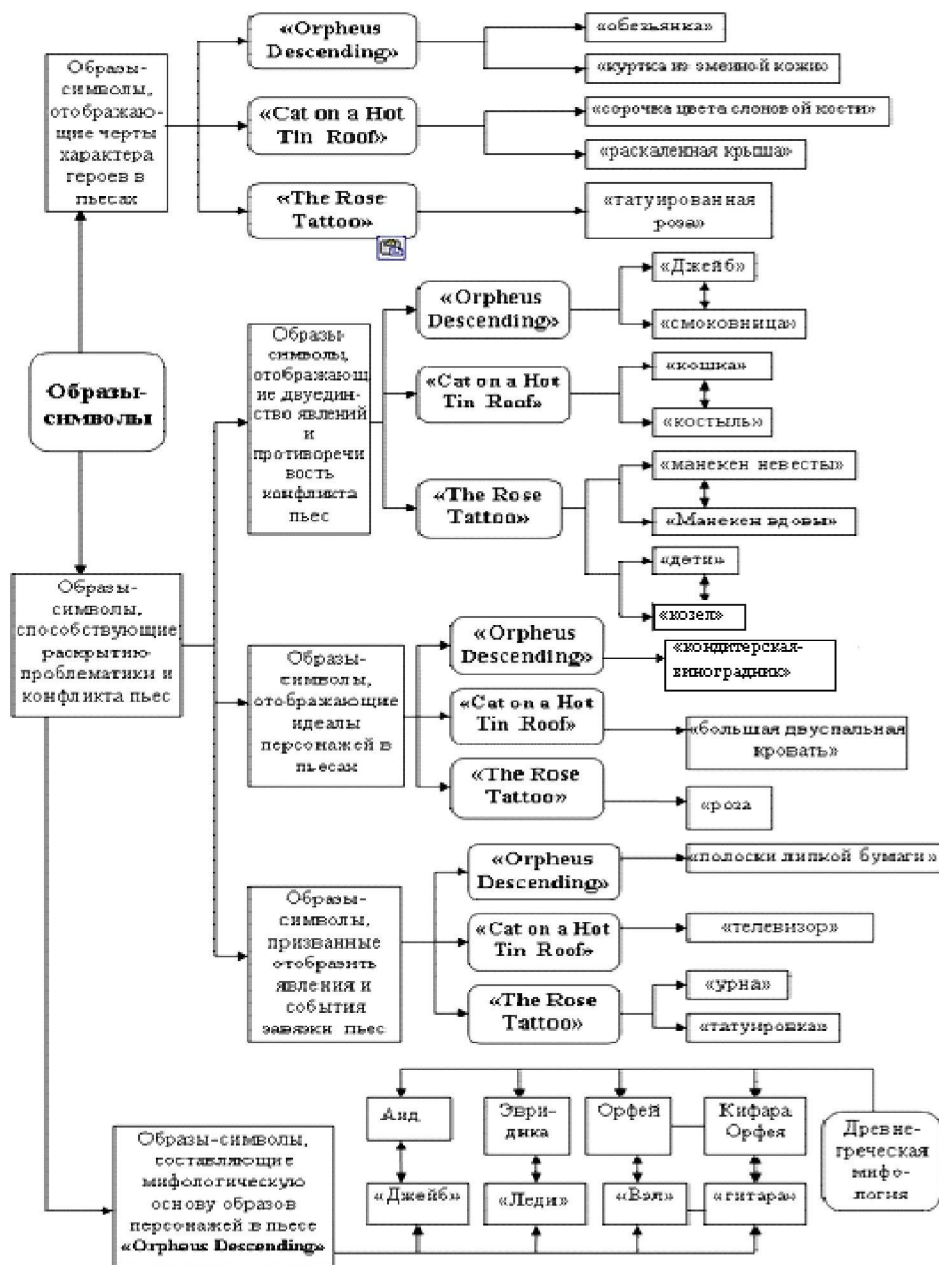 Образы-
символы,
отображаю-
щие черты
характера
героев в
пьесах
«Orpheus
Descending»
«обезьянка»
«куртка из змеиной кожи»
«Cat on a Hot
Tin Roof»
«сорочка цвета слоновой кости»
«раскаленная крыша»
«The Rose
Tattoo»
«татуированная
роза»
Образы-
символы
Образы-
символы,
способствующие
раскрытию
проблематики и
конфликта пьес
Образы-
символы,
отображающ
ие двуедин-
ство явлений
и
противоречи
вость
конфликта
пьес
«Orpheus
Descending»
«Джейб»
«смоковница»
«Cat on a Hot
Tin Roof»
«кошка»
«костыль»
«The Rose
Tattoo»
«манекен невесты»
«Манекен вдовы»
«дети»
«козел»
Образы-
символы,
отображающие
идеалы
персонажей в
пьесах
«Orpheus
Descending»
«кондитерская-
виноградник»
«Cat on a Hot
Tin Roof»
«большая двуспальная
кровать»
«The Rose
Tattoo»
«роза
Образы-
символы,
призванные
отобразить
явления и
события
завязки пьес
«Orpheus
Descending»
«полоски липкой бумаги»
«Cat on a Hot
Tin Roof»
«телевизор»
«The Rose
Tattoo»
«урна»
«татуировка»
Образы-символы,
составляющие
мифологическую
основу образов
персонажей в пьесе
«Orpheus Descending»
Аид
Эври-
дика
Орфей
Кифара
Орфея
Древне-
греческая
мифо-
логия
«Джейб»
«Леди»
«Вэл»
«гитара»